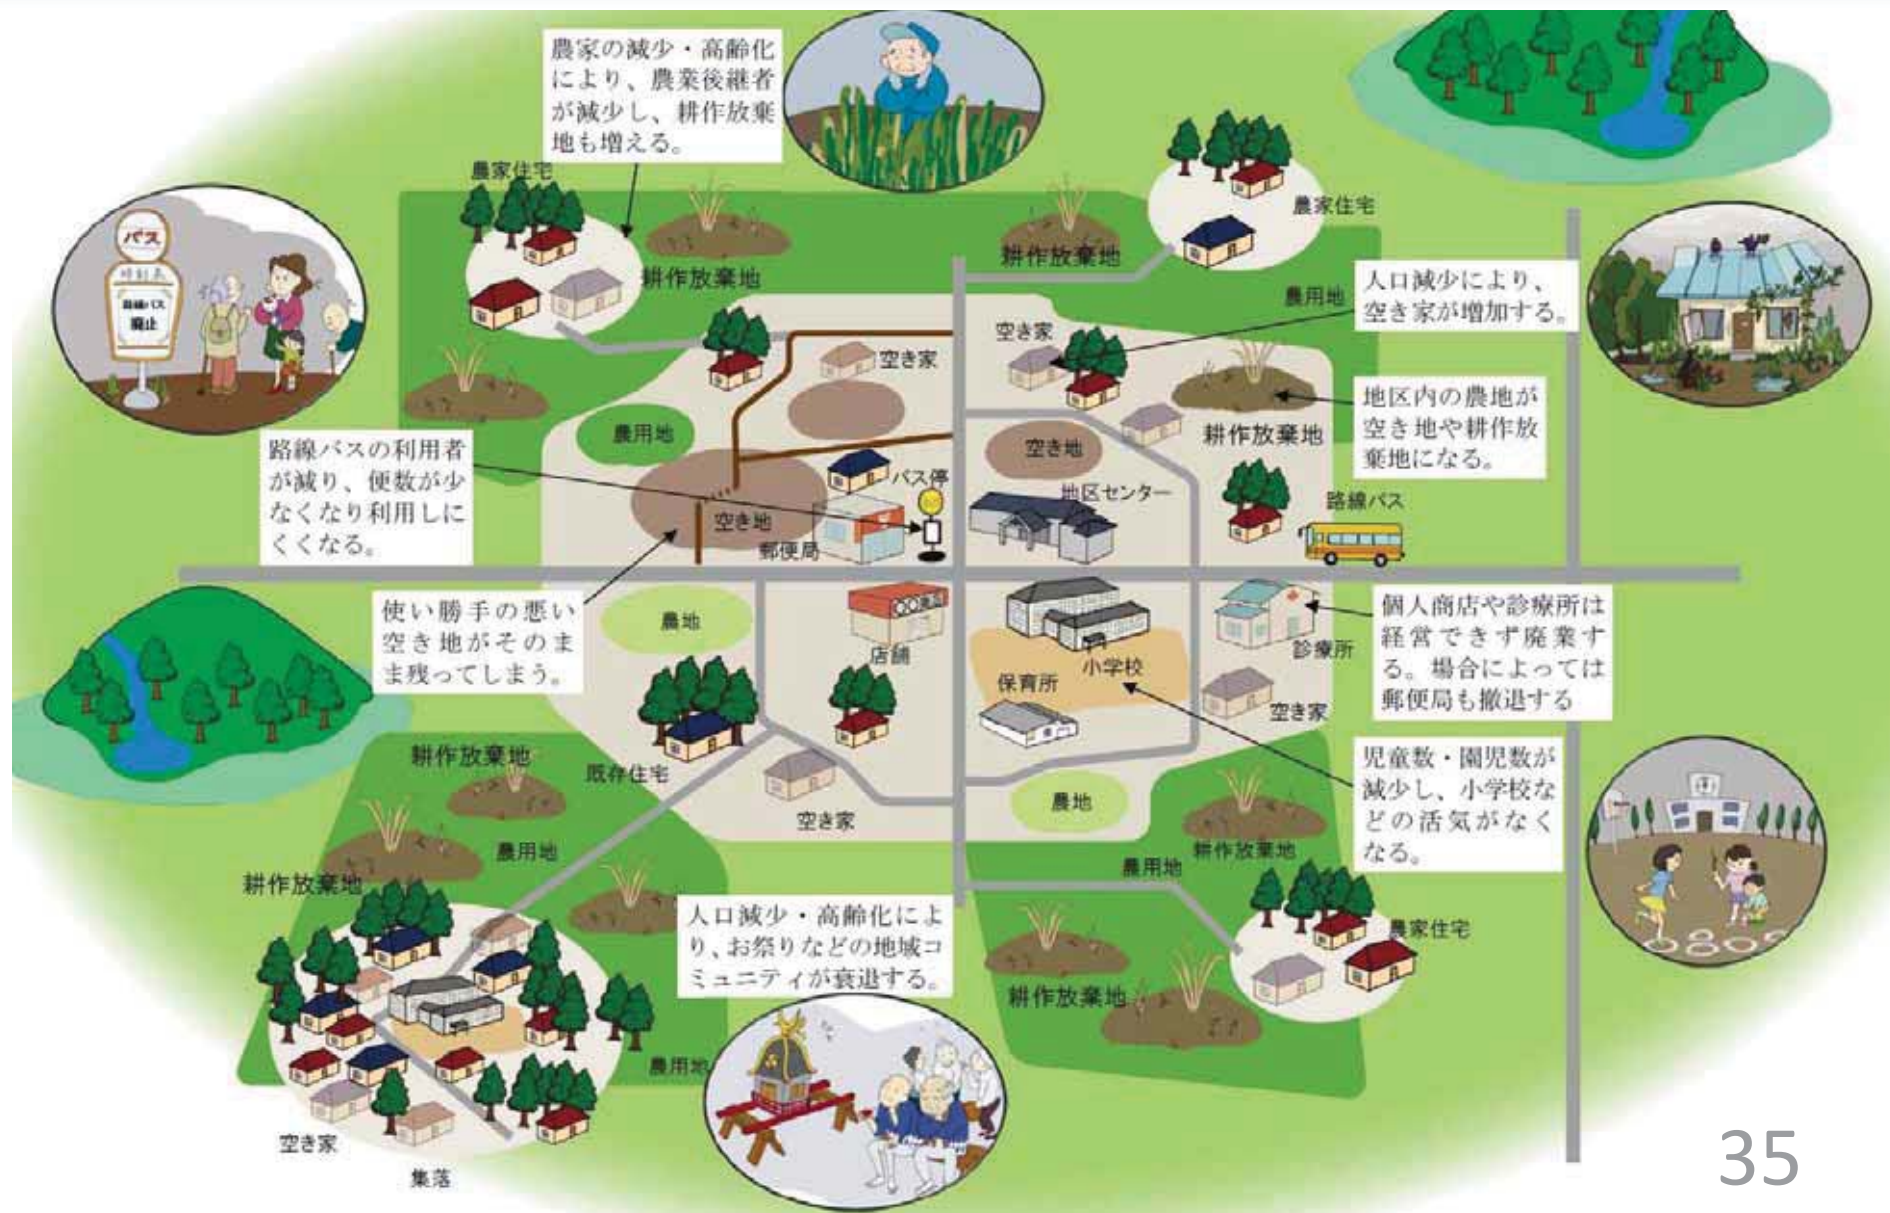 農家の減少・高齢化
により、農業後継者
が減少し、耕作放棄
地も増える。
農家住宅
耕作放棄地
耕作放棄地
農家住宅
農用地
人口減少により、
空き家が増加する。
バス
時刻表
路線バス
廃止
空き家
空き家
地区内の農地が
空き地や耕作放
棄地になる。
農用地
空き地
耕作放棄地
路線バスの利用者
が減り、便数が少
なくなり利用しに
くくなる。
バス停
地区センター
路線バス
空き地
郵便局
使い勝手の悪い
空き地がそのま
ま残ってしまう。
農地
〇〇商店
店舗
小学校
保育所
診療所
個人商店や診療所は
経営できず廃業す
る。場合によっては
郵便局も撤退する
空き家
耕作放棄地
既存住宅
空き家
農地
児童数・園児数が
減少し、小学校な
どの活気がなく
なる。
農用地
耕作放棄地
農用地
耕作放棄地
人口減少・高齢化によ
り、お祭りなどの地域コ
ミュニティが衰退する。
農家住宅
耕作放棄地
農用地
空き家
集落
35